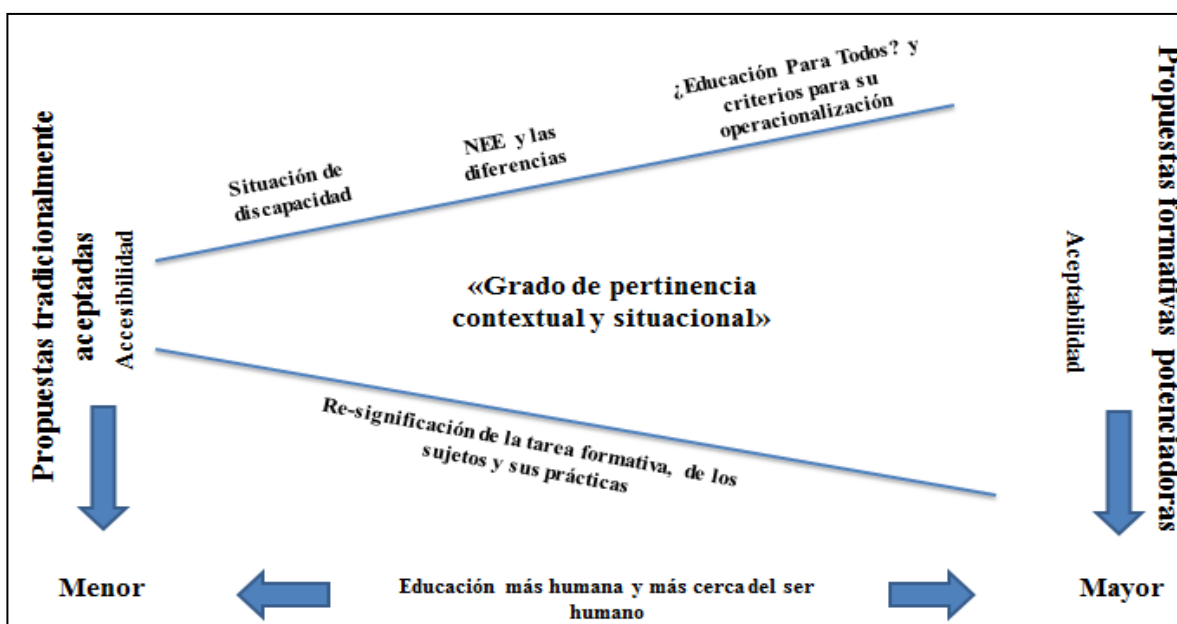 Propuestas tradicionalmente
aceptadas
Accesibilidad
Situación de
discapacidad
NEE y las
diferencias
¿Educación Para Todos? y
criterios para su
operacionalización
«Grado de pertinencia
contextual y situacional»
Re-significación de la tarea formativa, de los
sujetos y sus prácticas
Aceptabilidad
Propuestas formativas potenciadoras
Menor
Educación más humana y más cerca del ser
humano
Mayor